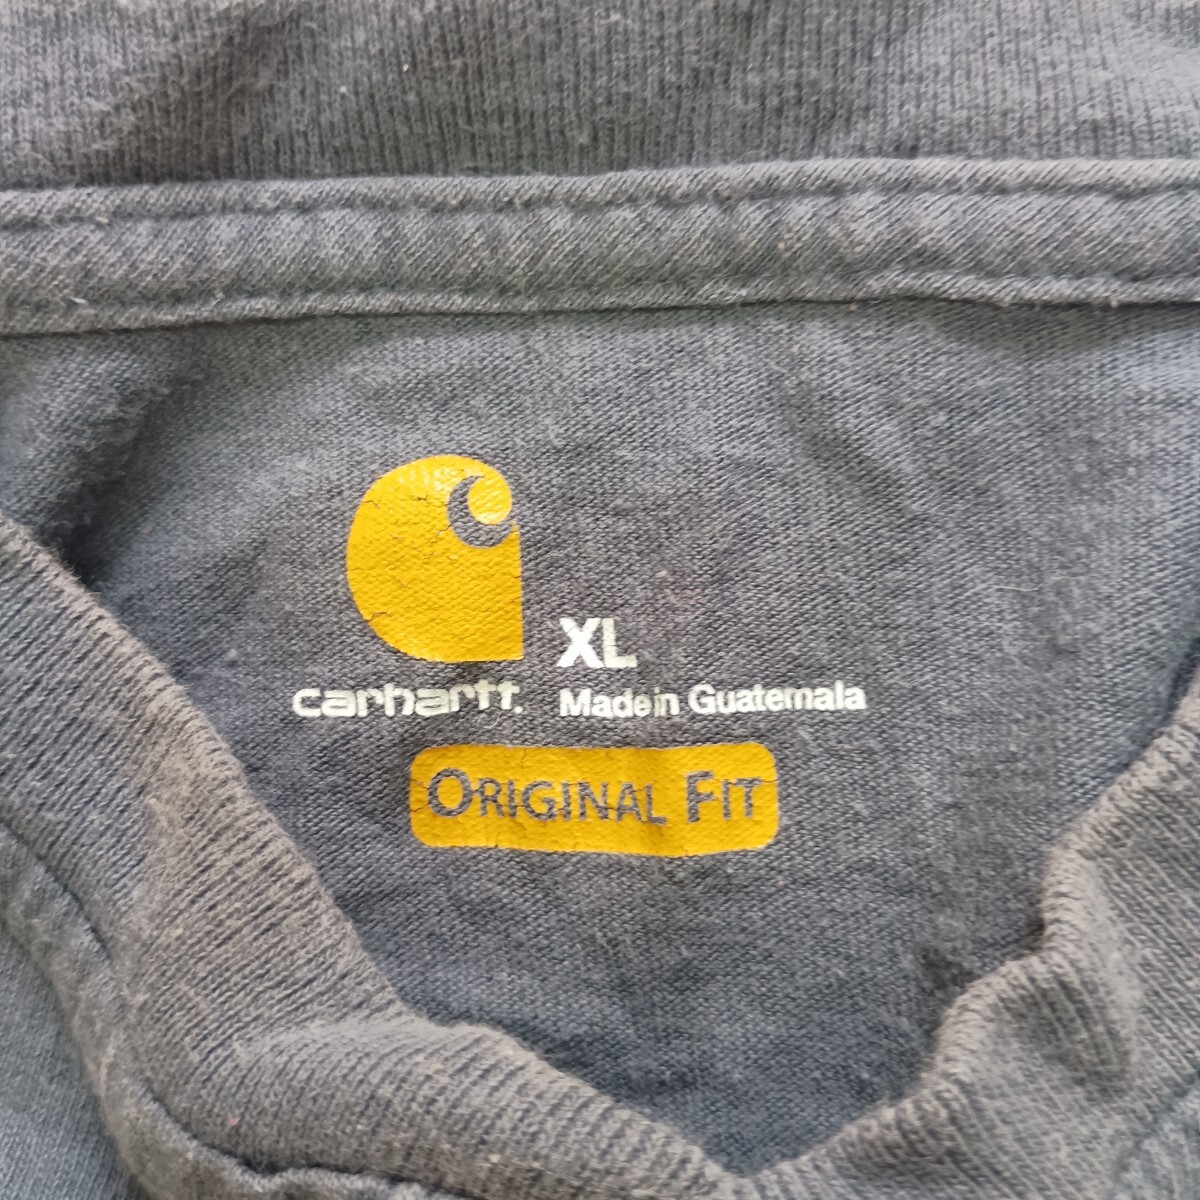 XL
carhartt.
Made in Guatemala
ORIGINAL FIT